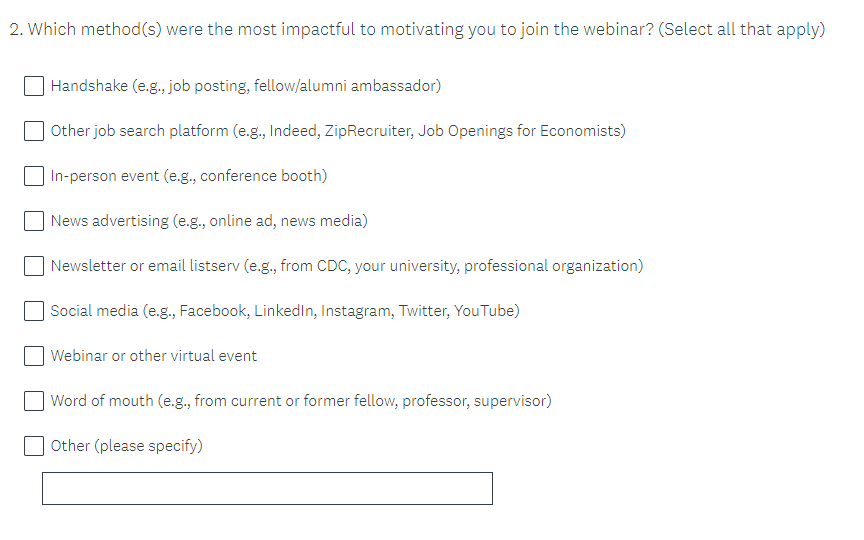 2. Which method(s) were the most impactful to motivating you to join the webinar? (Select all that apply)
Handshake (e.g., job posting, fellow/alumni ambassador)
Other job search platform (e.g., Indeed, ZipRecruiter, Job Openings for Economists)
In-person event (e.g., conference booth)
News advertising (e.g., online ad, news media)
Newsletter or email listserv (e.g., from CDC, your university, professional organization)
Social media (e.g., Facebook, LinkedIn, Instagram, Twitter, YouTube)
Webinar or other virtual event
Word of mouth (e.g., from current or former fellow, professor, supervisor)
Other (please specify)